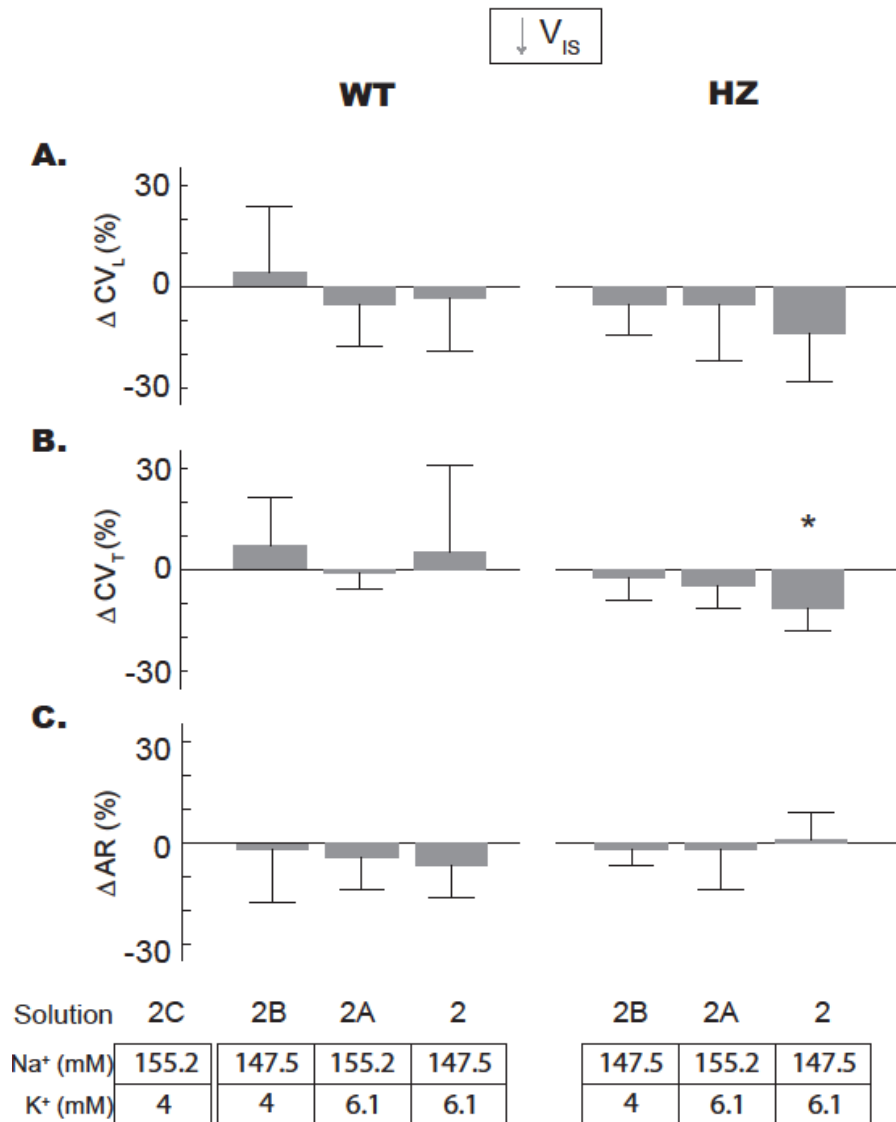 ↓ V_IS
WT HZ
A.
Δ CV_L (%)
30
0
-30
B.
Δ CV_T (%)
30
0
-30
*
C.
ΔAR (%)
30
0
-30
Solution 2C 2B 2A 2 2B 2A 2
Na⁺ (mM) 155.2 147.5 155.2 147.5 147.5 155.2 147.5
K⁺ (mM) 4 4 6.1 6.1 4 6.1 6.1